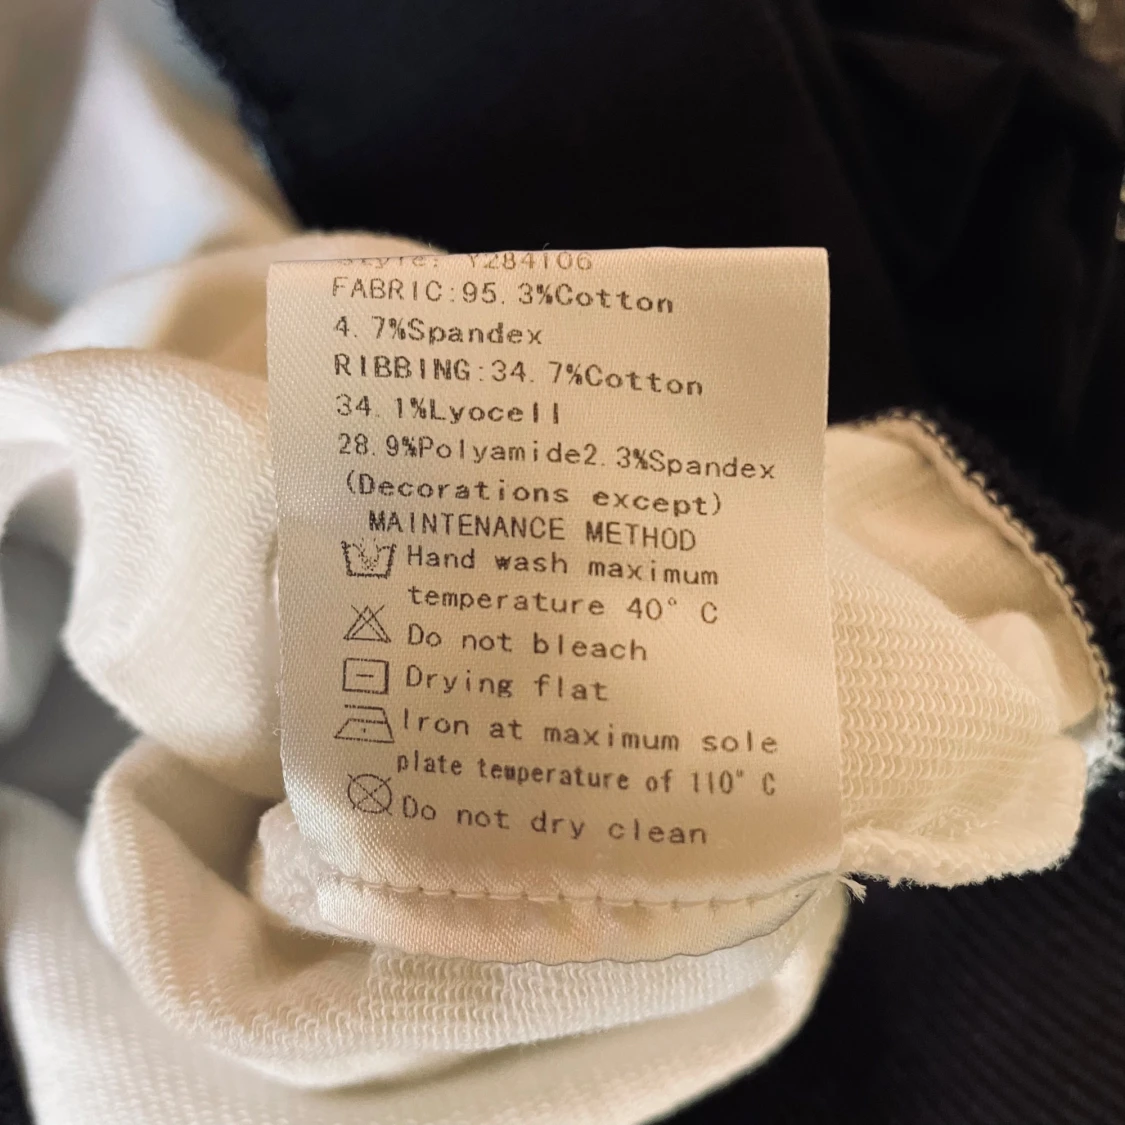 Style: Y284106
FABRIC:95.3%Cotton
4.7%Spandex
RIBBING:34.7%Cotton
34.1%Lyocell
28.9%Polyamide2.3%Spandex
(Decorations except)
MAINTENANCE METHOD
Hand wash maximum
temperature 40° C
Do not bleach
Drying flat
Iron at maximum sole
plate temperature of 110° C
Do not dry clean